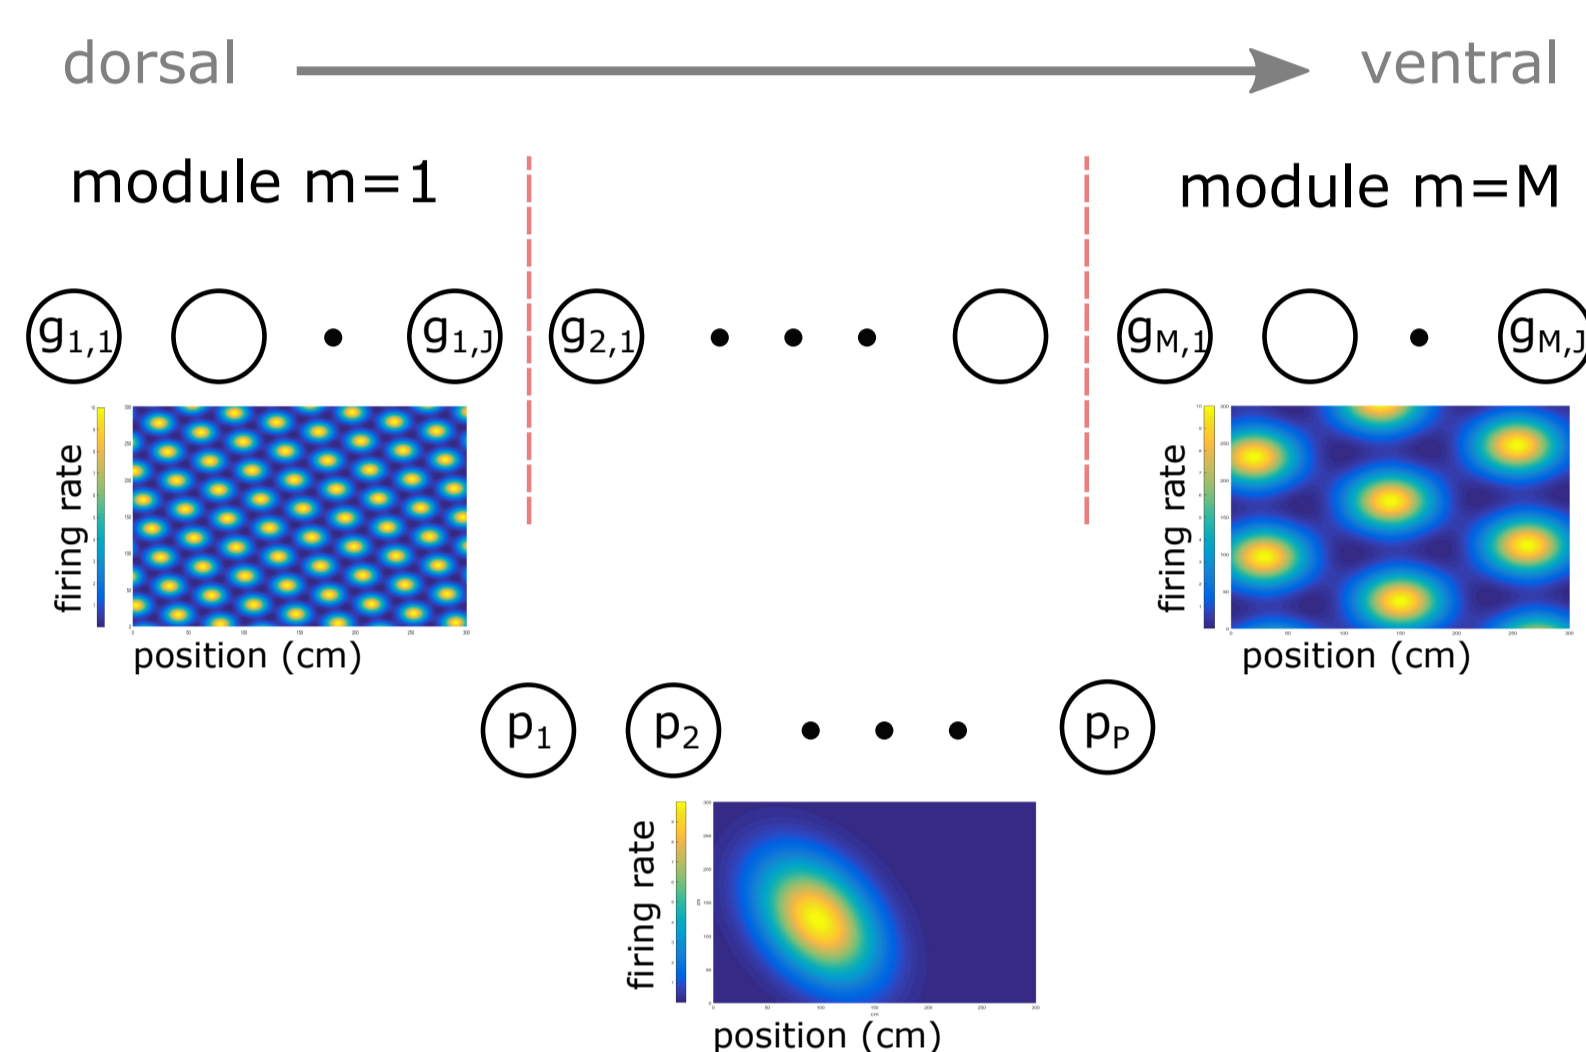 dorsal ventral
module m=1 module m=M
g1,1 g1,J g2,1 gM,1 gM,J
firing rate
position (cm)
firing rate
position (cm)
p1 p2 pP
firing rate
position (cm)